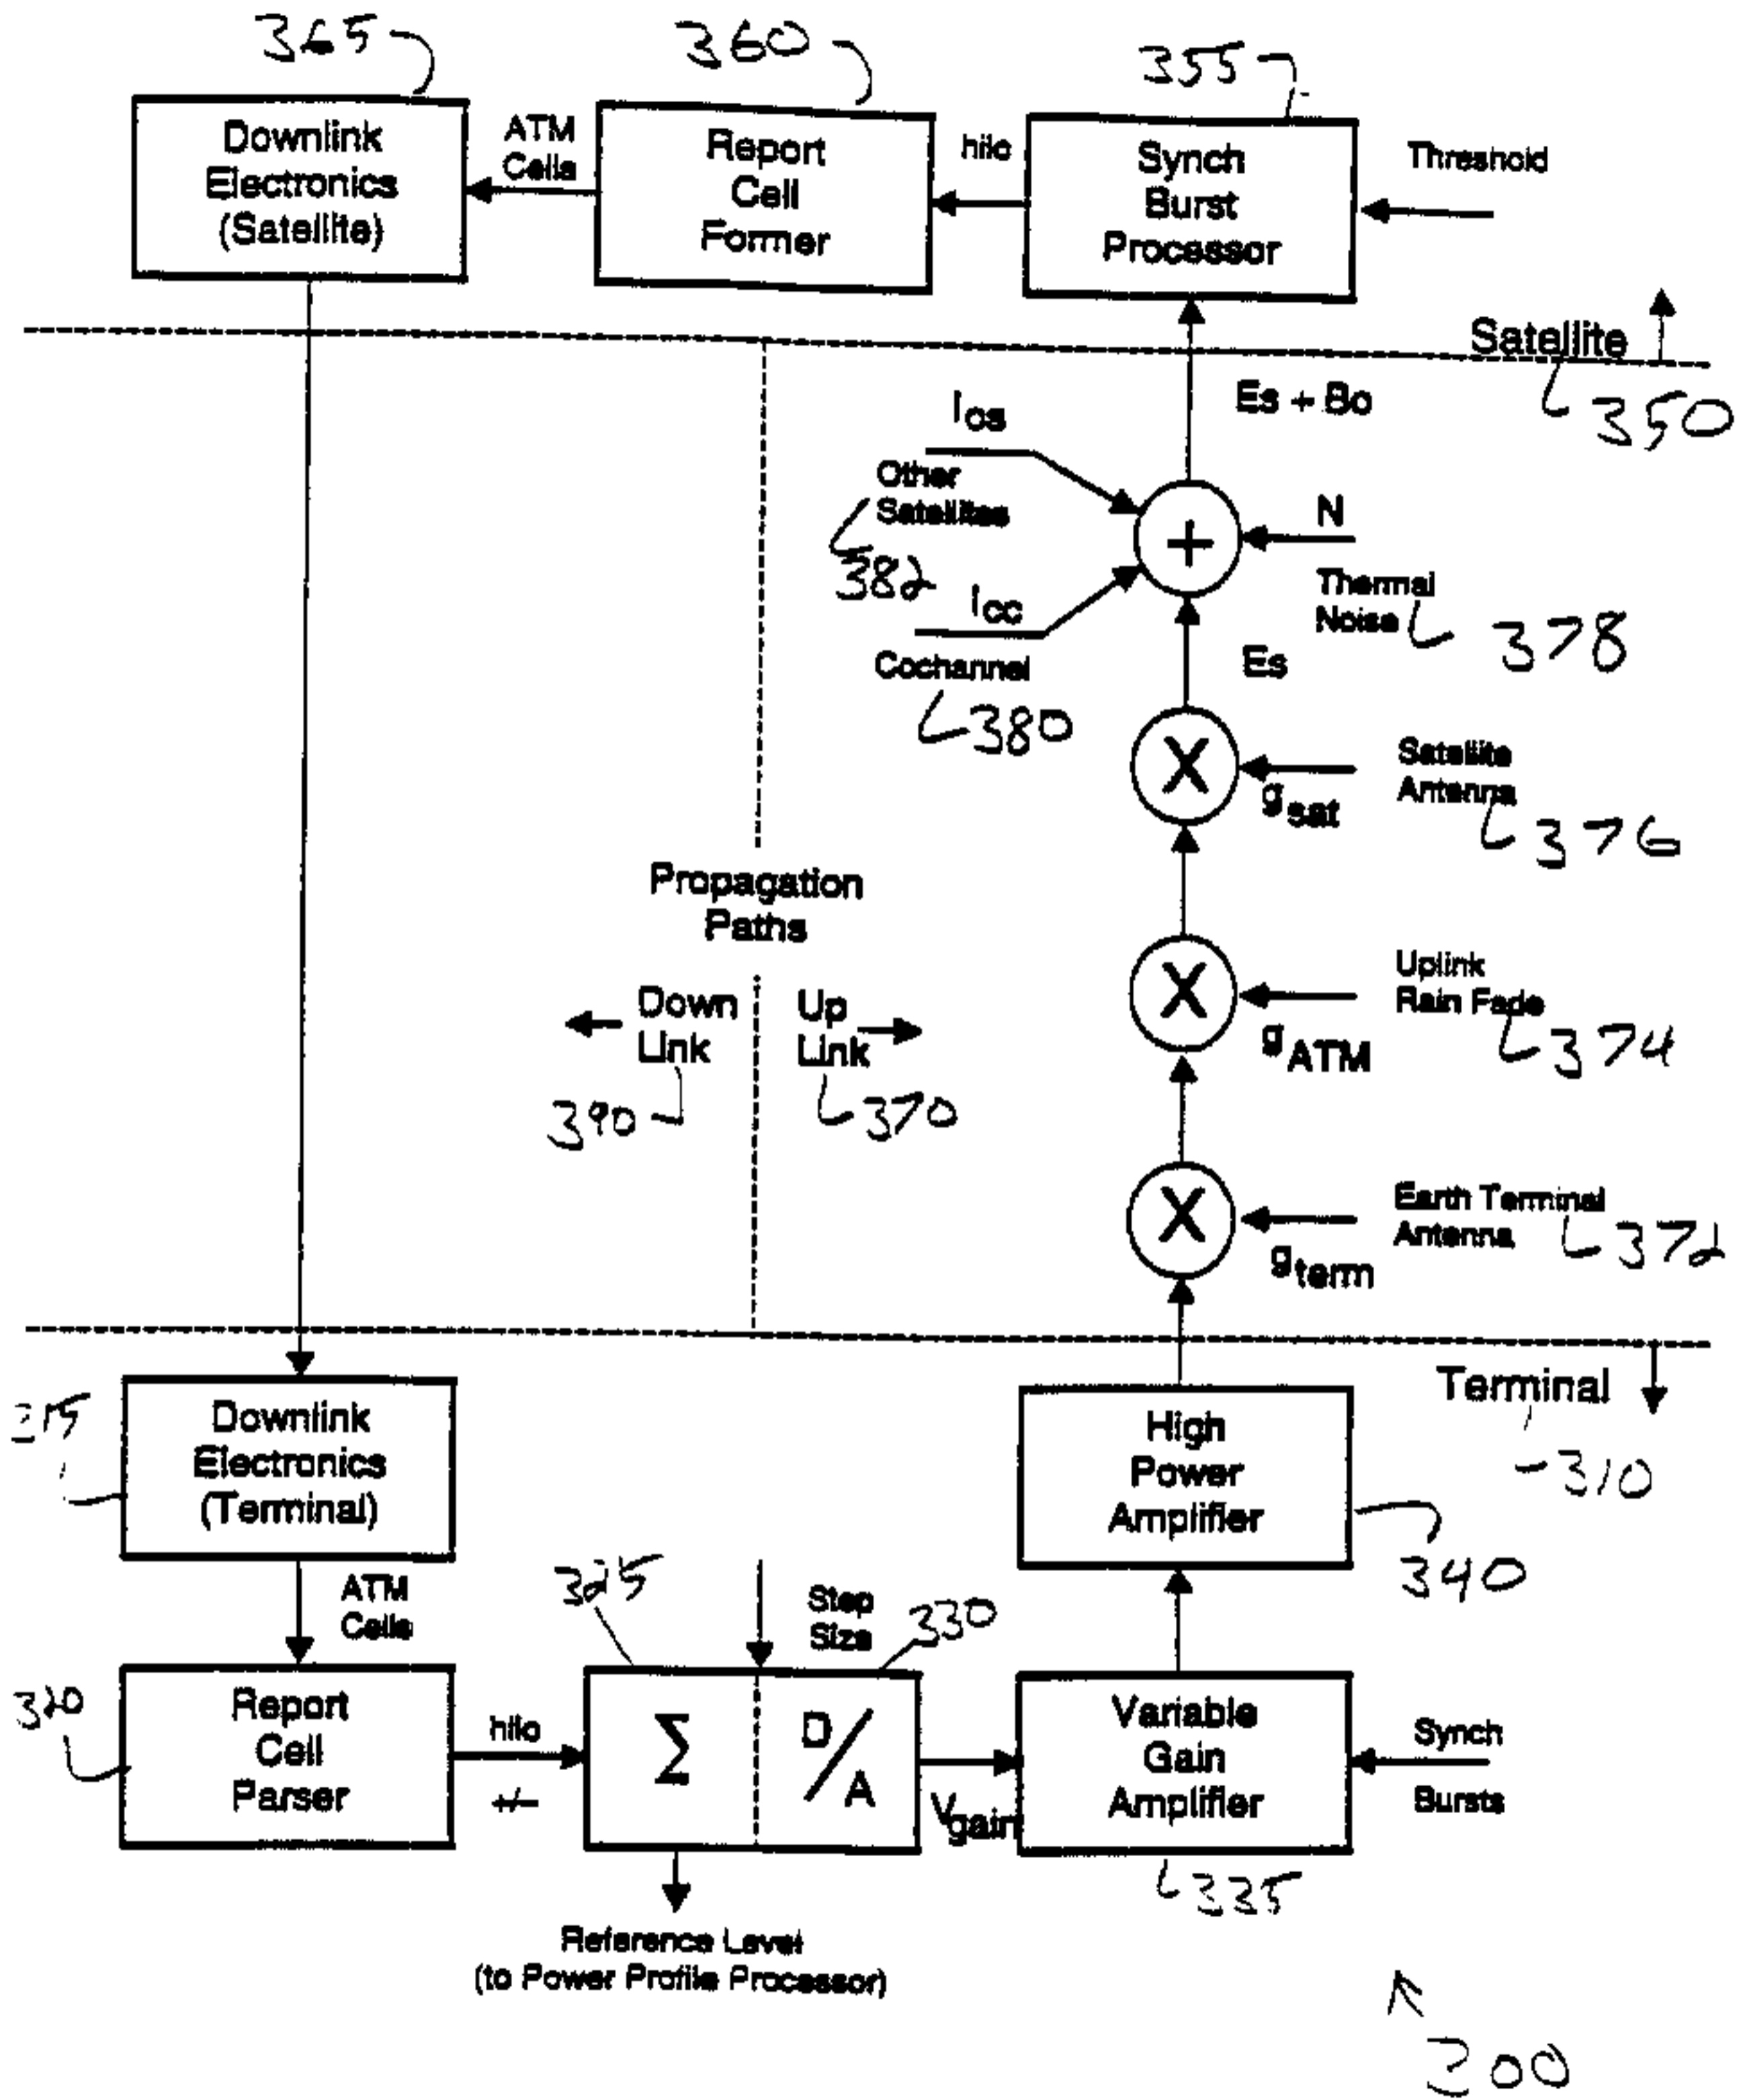 365
360
355
Downlink
Electronics
(Satellite)
ATM
Cells
Report
Cell
Former
hilo
Synch
Burst
Processor
Threshold
Satellite
350
Es + Bo
Ios
Other
Satellites
382
N
Thermal
Noise
378
Icc
Cochannel
380
Es
X
gsat
Satellite
Antenna
376
+
Propagation
Paths
Down
Link
390
Up
Link
370
X
gATM
Uplink
Rain Fade
374
X
gterm
Earth Terminal
Antenna
372
Terminal
310
315
Downlink
Electronics
(Terminal)
High
Power
Amplifier
340
ATM
Cells
325
Step
Size
330
320
Report
Cell
Parser
hilo
Σ
D/A
Vgain
Variable
Gain
Amplifier
Synch
Bursts
335
Reference Level
(to Power Profile Processor)